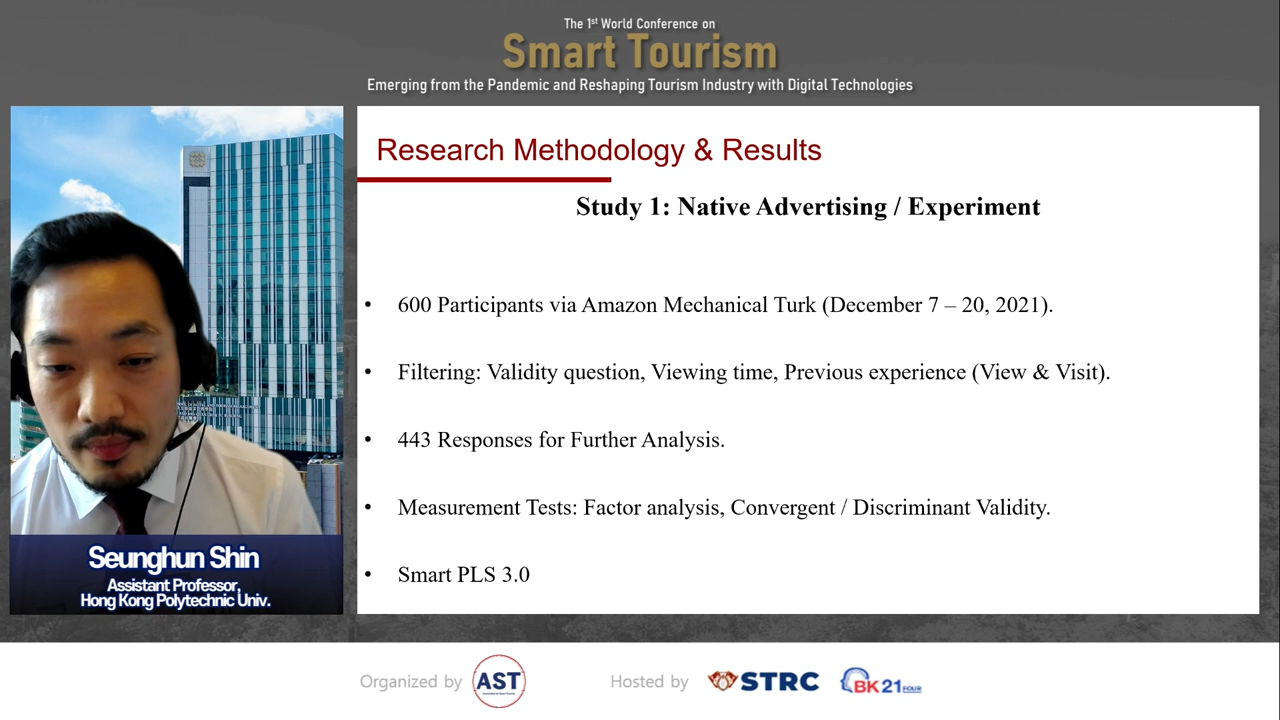 The 1st World Conference on
Smart Tourism
Emerging from the Pandemic and Reshaping Tourism Industry with Digital Technologies
Research Methodology & Results
Study 1: Native Advertising / Experiment
• 600 Participants via Amazon Mechanical Turk (December 7 – 20, 2021).
• Filtering: Validity question, Viewing time, Previous experience (View & Visit).
• 443 Responses for Further Analysis.
• Measurement Tests: Factor analysis, Convergent / Discriminant Validity.
• Smart PLS 3.0
Seunghun Shin
Assistant Professor,
Hong Kong Polytechnic Univ.
Organized by AST
Hosted by STRC BK21 FOUR